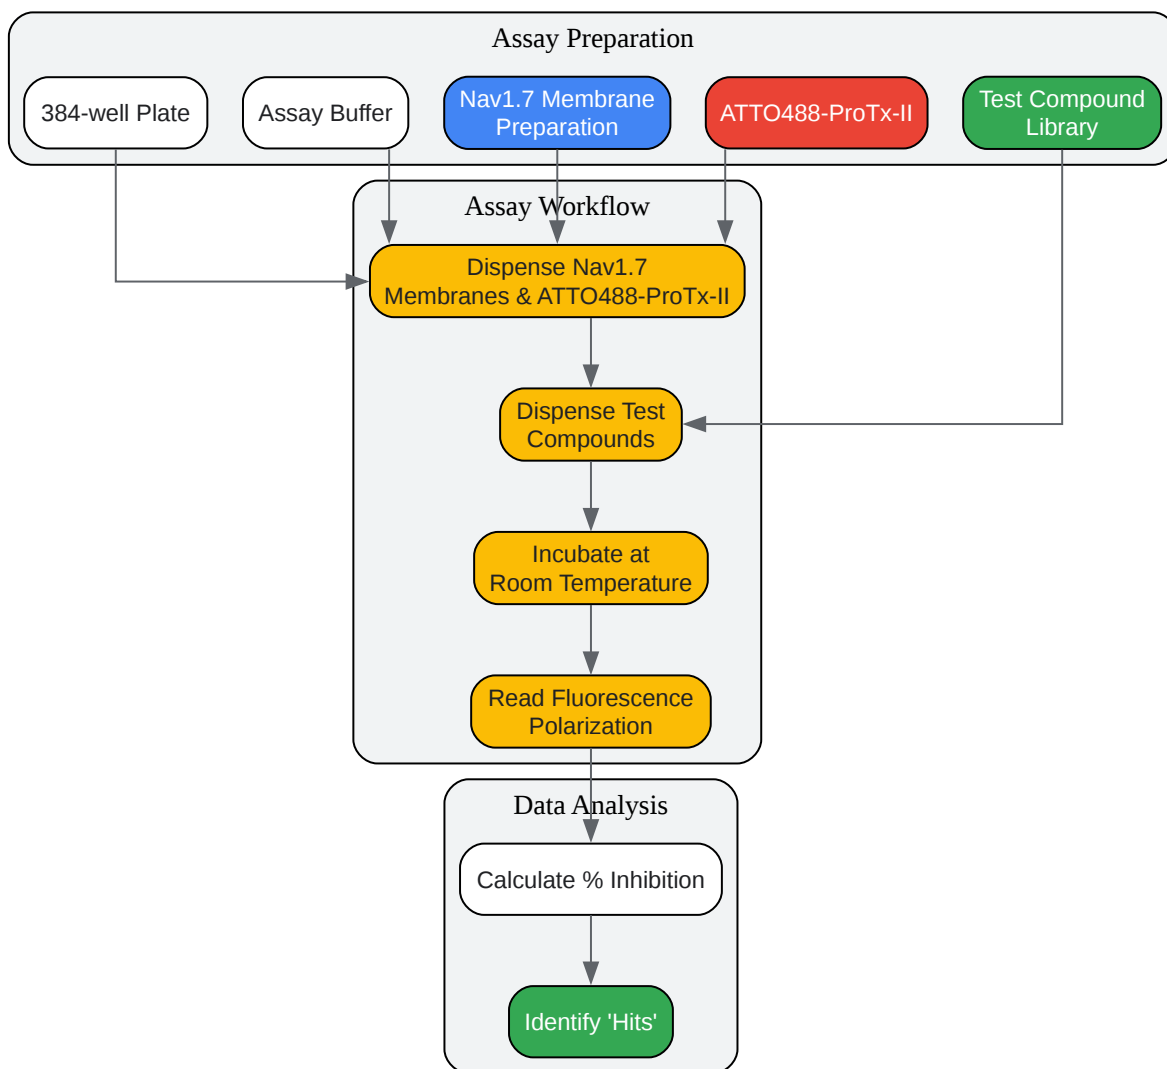 Assay Preparation
384-well Plate
Assay Buffer
Nav1.7 Membrane
Preparation
ATTO488-ProTx-II
Test Compound
Library
Assay Workflow
Dispense Nav1.7
Membranes & ATTO488-ProTx-II
Dispense Test
Compounds
Incubate at
Room Temperature
Read Fluorescence
Polarization
Data Analysis
Calculate % Inhibition
Identify 'Hits'